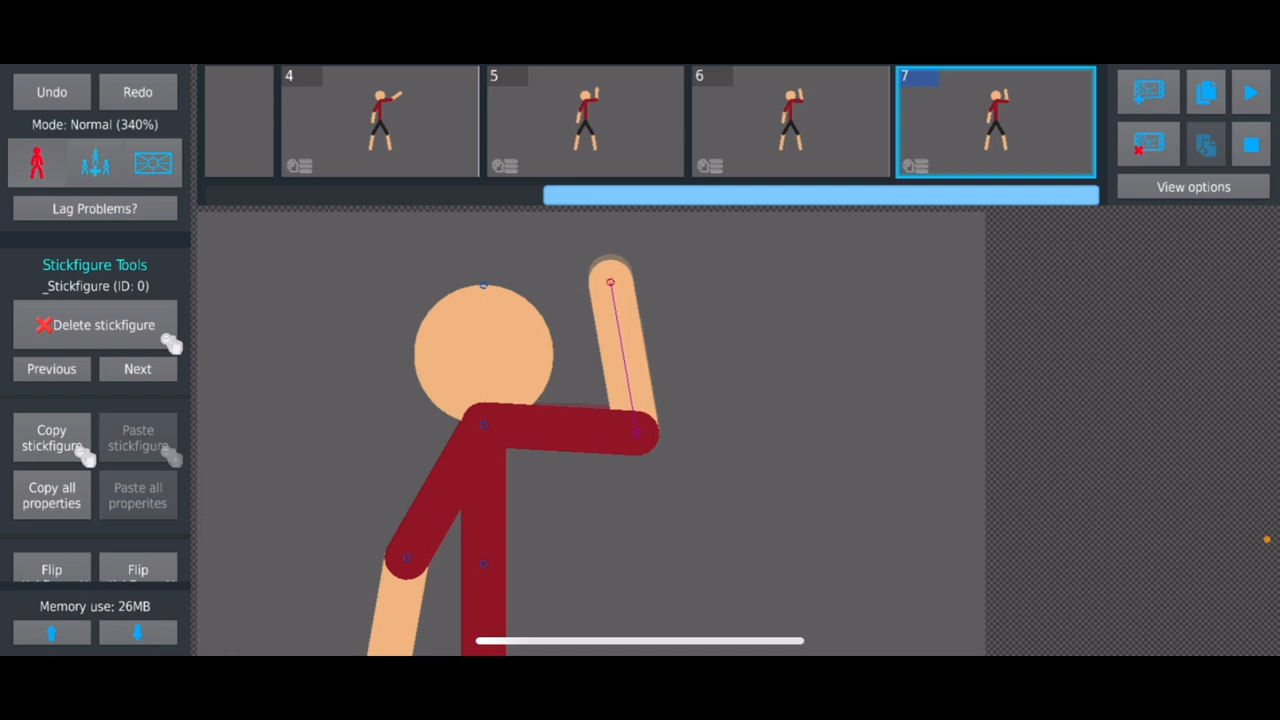 Undo
Redo
Mode: Normal (340%)
Lag Problems?
4
5
6
7
View options
Stickfigure Tools
_Stickfigure (ID: 0)
Delete stickfigure
Previous
Next
Copy
stickfigure
Paste
stickfigure
Copy all
properties
Paste all
properites
Flip
Flip
Memory use: 26MB